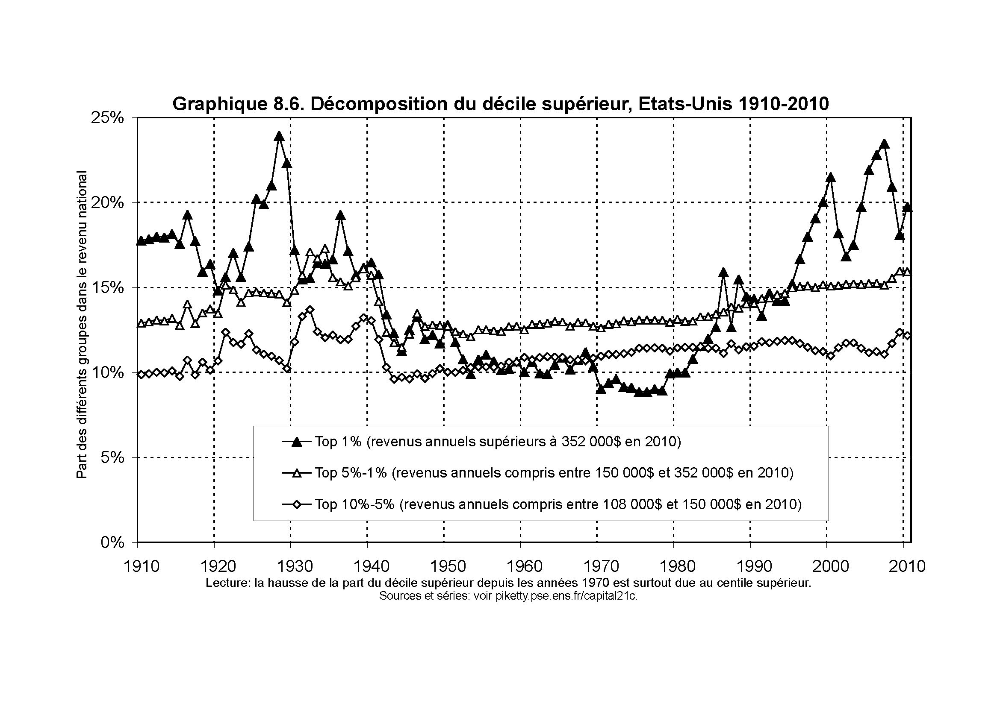 Graphique 8.6. Décomposition du décile supérieur, Etats-Unis 1910-2010
Part des différents groupes dans le revenu national
25%
20%
15%
10%
5%
0%
Top 1% (revenus annuels supérieurs à 352 000$ en 2010)
Top 5%-1% (revenus annuels compris entre 150 000$ et 352 000$ en 2010)
Top 10%-5% (revenus annuels compris entre 108 000$ et 150 000$ en 2010)
1910 1920 1930 1940 1950 1960 1970 1980 1990 2000 2010
Lecture: la hausse de la part du décile supérieur depuis les années 1970 est surtout due au centile supérieur.
Sources et séries: voir piketty.pse.ens.fr/capital21c.